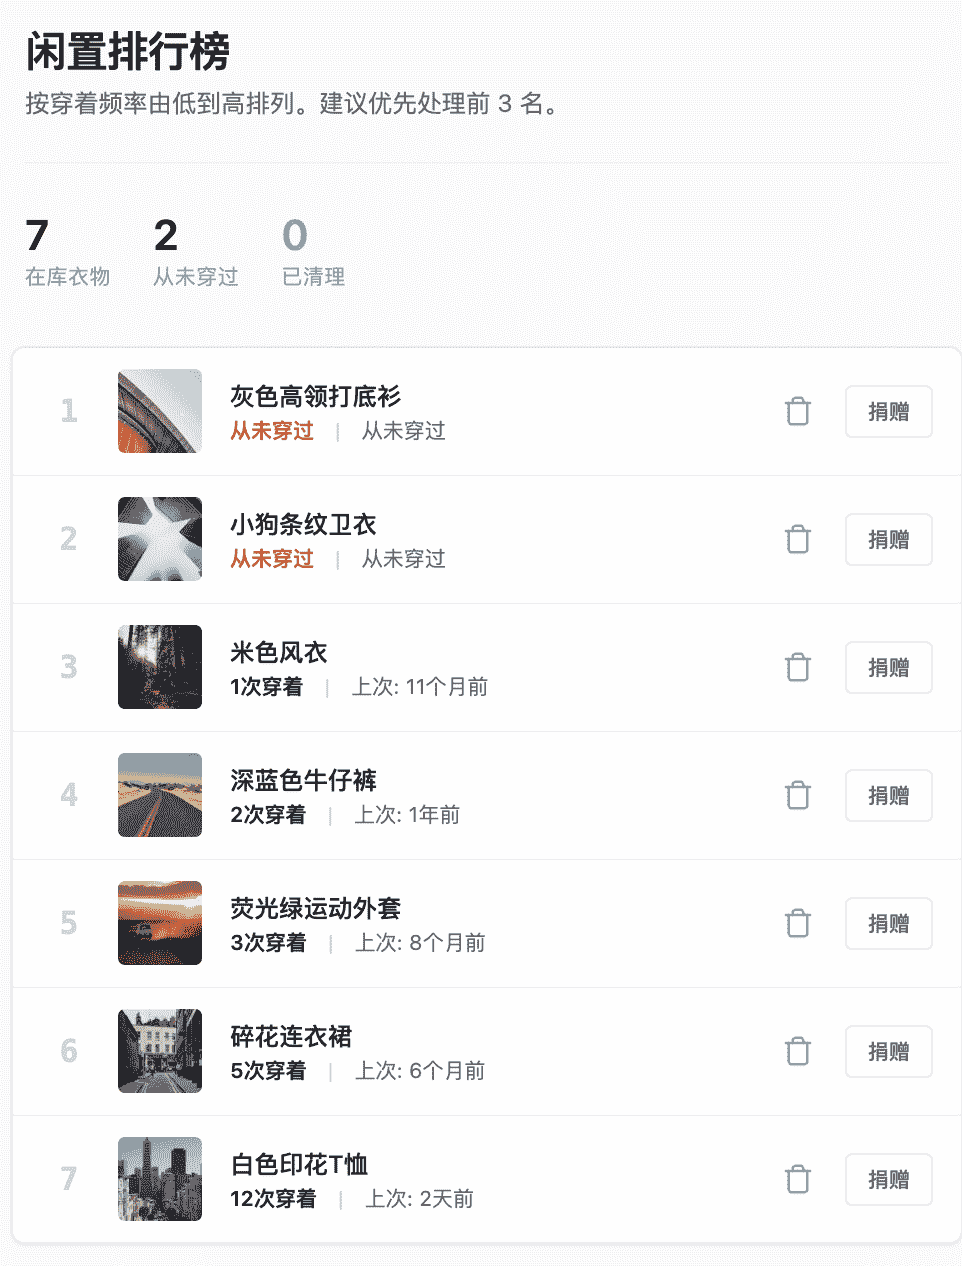 闲置排行榜
按穿着频率由低到高排列。建议优先处理前 3 名。
7 2 0
在库衣物 从未穿过 已清理
1 灰色高领打底衫
从未穿过 | 从未穿过 捐赠
2 小狗条纹卫衣
从未穿过 | 从未穿过 捐赠
3 米色风衣
1次穿着 | 上次: 11个月前 捐赠
4 深蓝色牛仔裤
2次穿着 | 上次: 1年前 捐赠
5 荧光绿运动外套
3次穿着 | 上次: 8个月前 捐赠
6 碎花连衣裙
5次穿着 | 上次: 6个月前 捐赠
7 白色印花T恤
12次穿着 | 上次: 2天前 捐赠